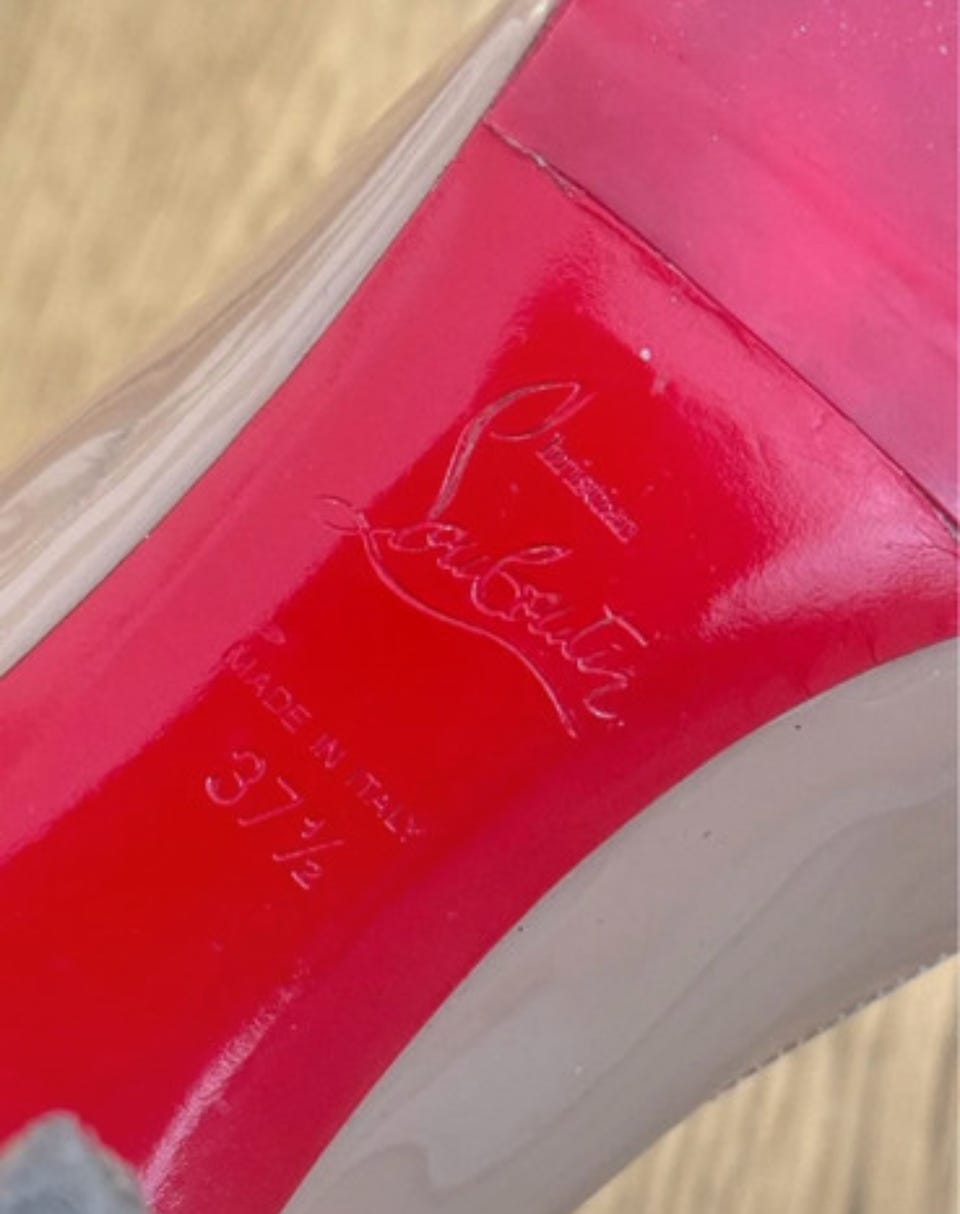 Christian
Louboutin
MADE IN ITALY
37½